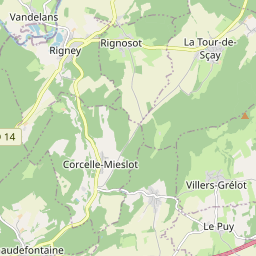 Vandelans
Rigney
Rignosot
La Tour-de-
Sçay
D 14
Corcelle-Mieslot
Villers-Grélot
Le Puy
audefontaine